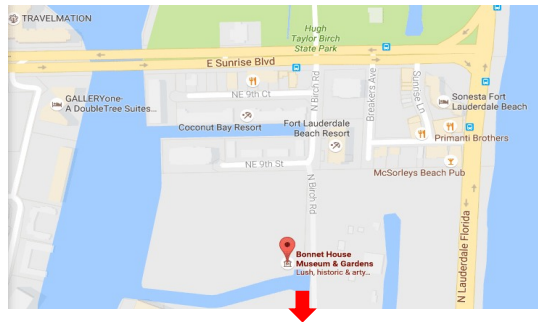 TRAVELMATION
Hugh
Taylor Birch
State Park
E Sunrise Blvd
GALLERYone-
A DoubleTree Suites...
NE 9th Ct
N Birch Rd
Breakers Ave
Sunrise Ln
Sonesta Fort
Lauderdale Beach
Coconut Bay Resort
Fort Lauderdale
Beach Resort
Primanti Brothers
NE 9th St
McSorleys Beach Pub
N Birch Rd
N Lauderdale Florida
Bonnet House
Museum & Gardens
Lush, historic & arty...